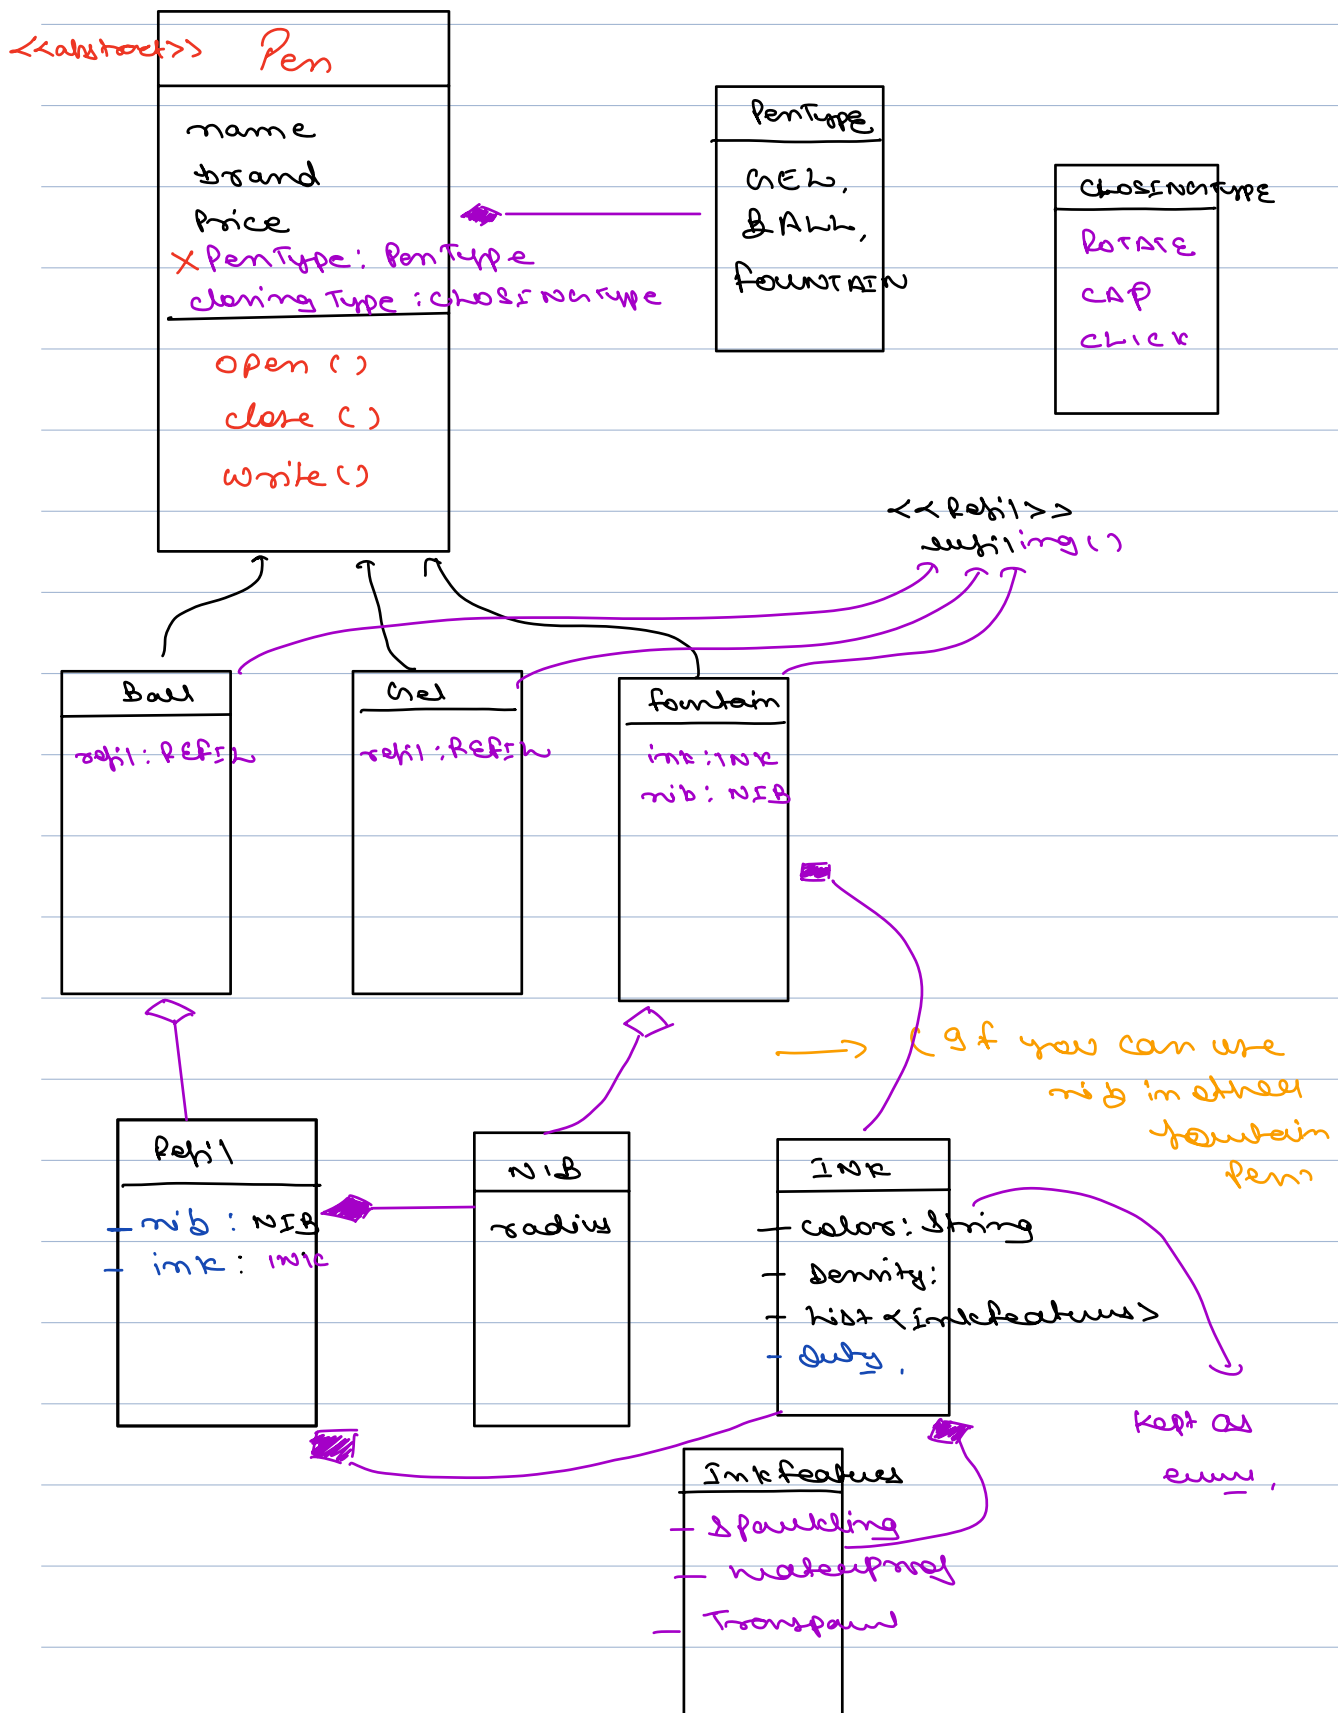 <<abstract>>
Pen
name
brand
Price
x PenType: PenType
closing Type : CLOSINGType
open ()
close ()
write ()
PenType
GEL,
BALL,
FOUNTAIN
CLOSINGTYPE
ROTATE
CAP
CLICK
<<Refil>>
refiling()
Ball
refil: REFIL
Gel
refil: REFIL
fountain
ink: INK
nib: NIB
(If you can use
nib in other
fountain
Pen)
Refil
- nib: NIB
- ink: INK
NIB
radius
INK
- color: String
- Density:
- List <InkFeatures>
kept as
enum.
InkFeatures
- Sparkling
- waterproof